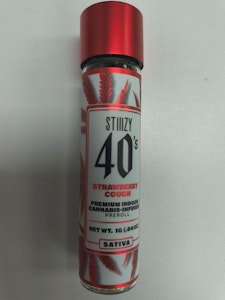 STIIIZY
40's
STRAWBERRY
COUGH
PREMIUM INDOOR
CANNABIS-INFUSED
PREROLL
NET WT. 1G (.04OZ)
SATIVA